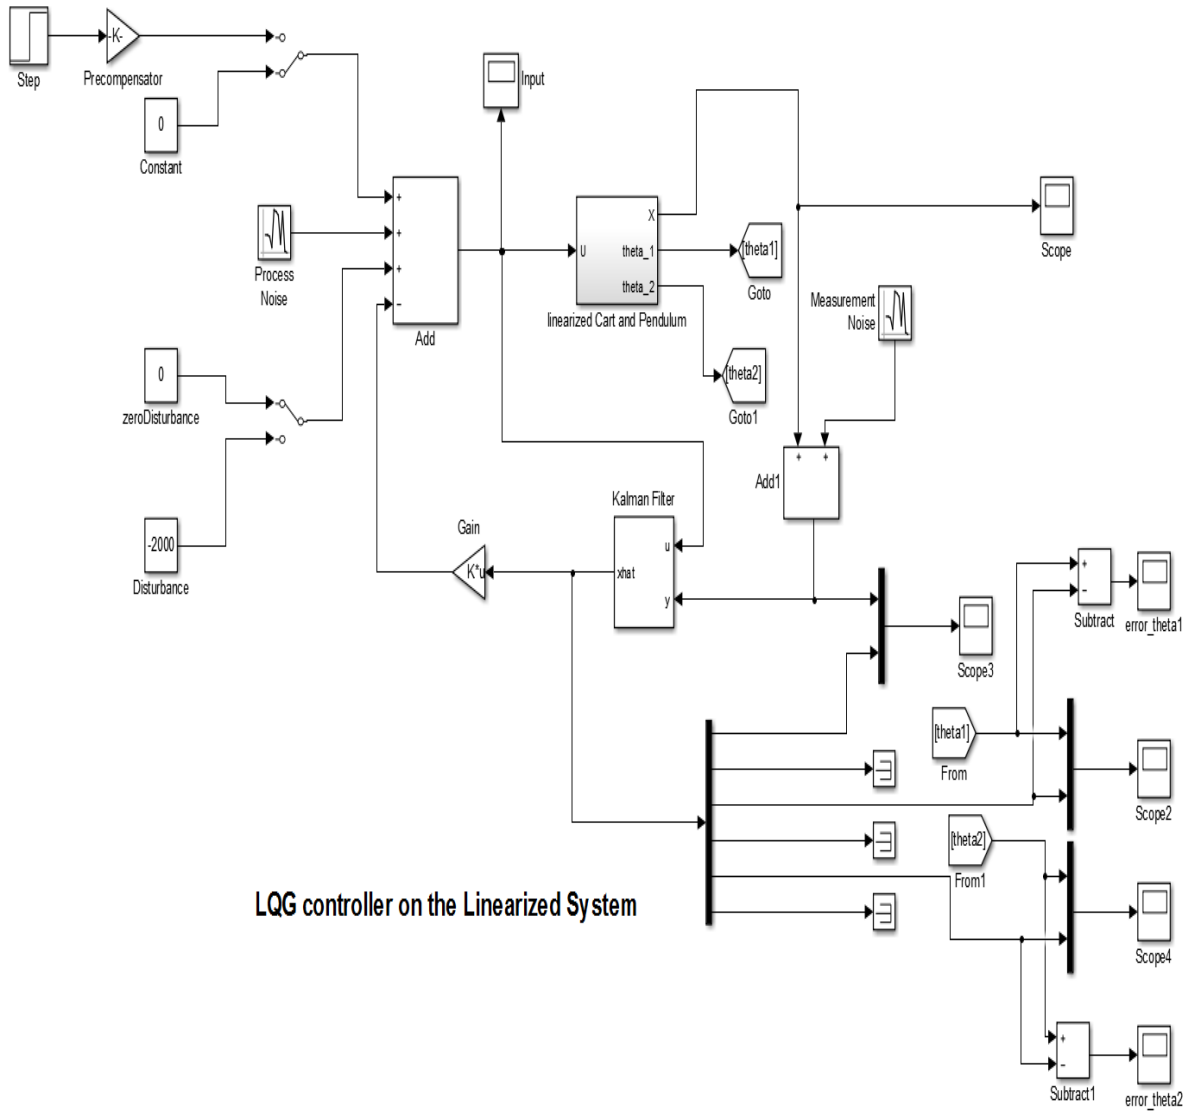 -K-
Step
Precompensator
0
Constant
Input
+
+
+
-
Add
Process
Noise
U
X
theta_1
theta_2
linearized Cart and Pendulum
[theta1]
Goto
[theta2]
Goto1
Scope
Measurement
Noise
0
zeroDisturbance
-2000
Disturbance
+ +
Add1
Kalman Filter
u
xhat
y
Gain
K*u
Scope3
+
-
Subtract
error_theta1
[theta1]
From
Scope2
[theta2]
From1
Scope4
+
-
Subtract1
error_theta2
LQG controller on the Linearized System